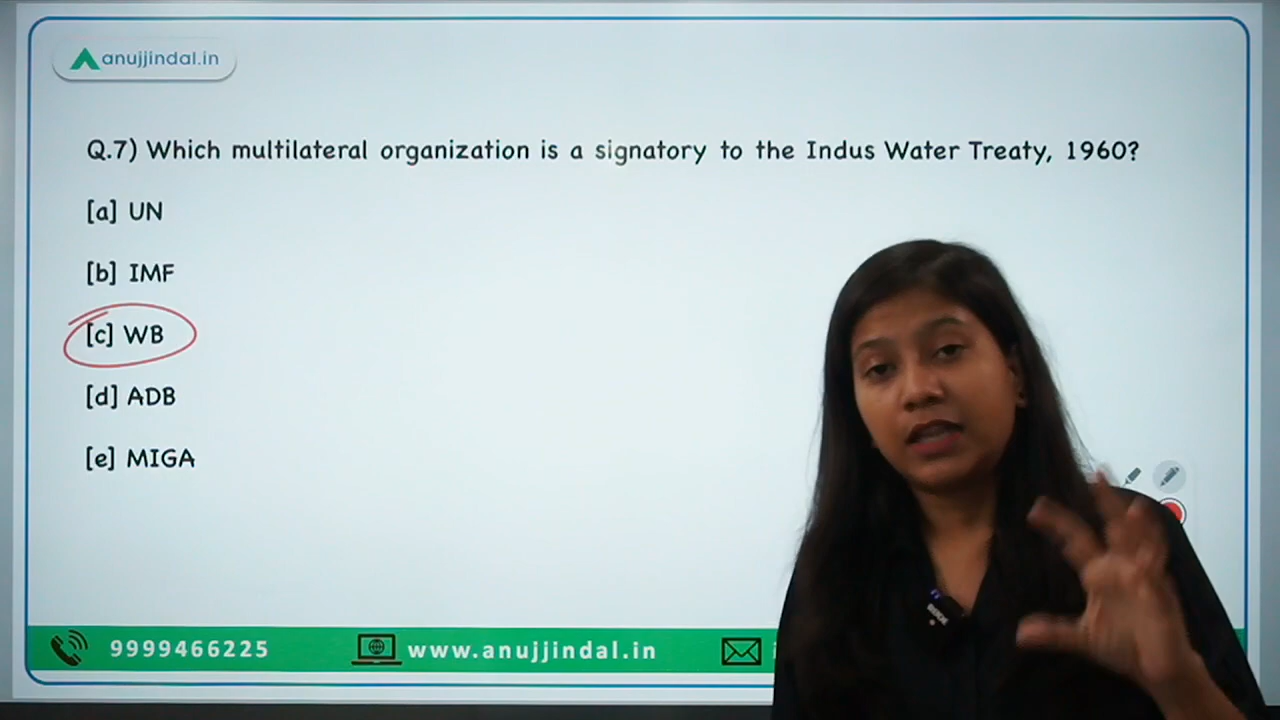 anujjindal.in
Q.7) Which multilateral organization is a signatory to the Indus Water Treaty, 1960?
[a] UN
[b] IMF
[c] WB
[d] ADB
[e] MIGA
9999466225 www.anujjindal.in